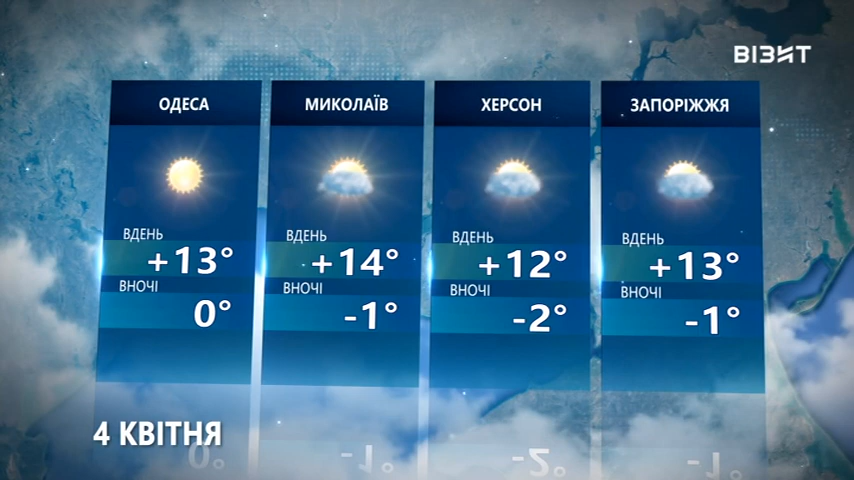 ВІЗИТ
ОДЕСА
ВДЕНЬ
+13°
ВНОЧІ
0°
МИКОЛАЇВ
ВДЕНЬ
+14°
ВНОЧІ
-1°
ХЕРСОН
ВДЕНЬ
+12°
ВНОЧІ
-2°
ЗАПОРІЖЖЯ
ВДЕНЬ
+13°
ВНОЧІ
-1°
4 КВІТНЯ